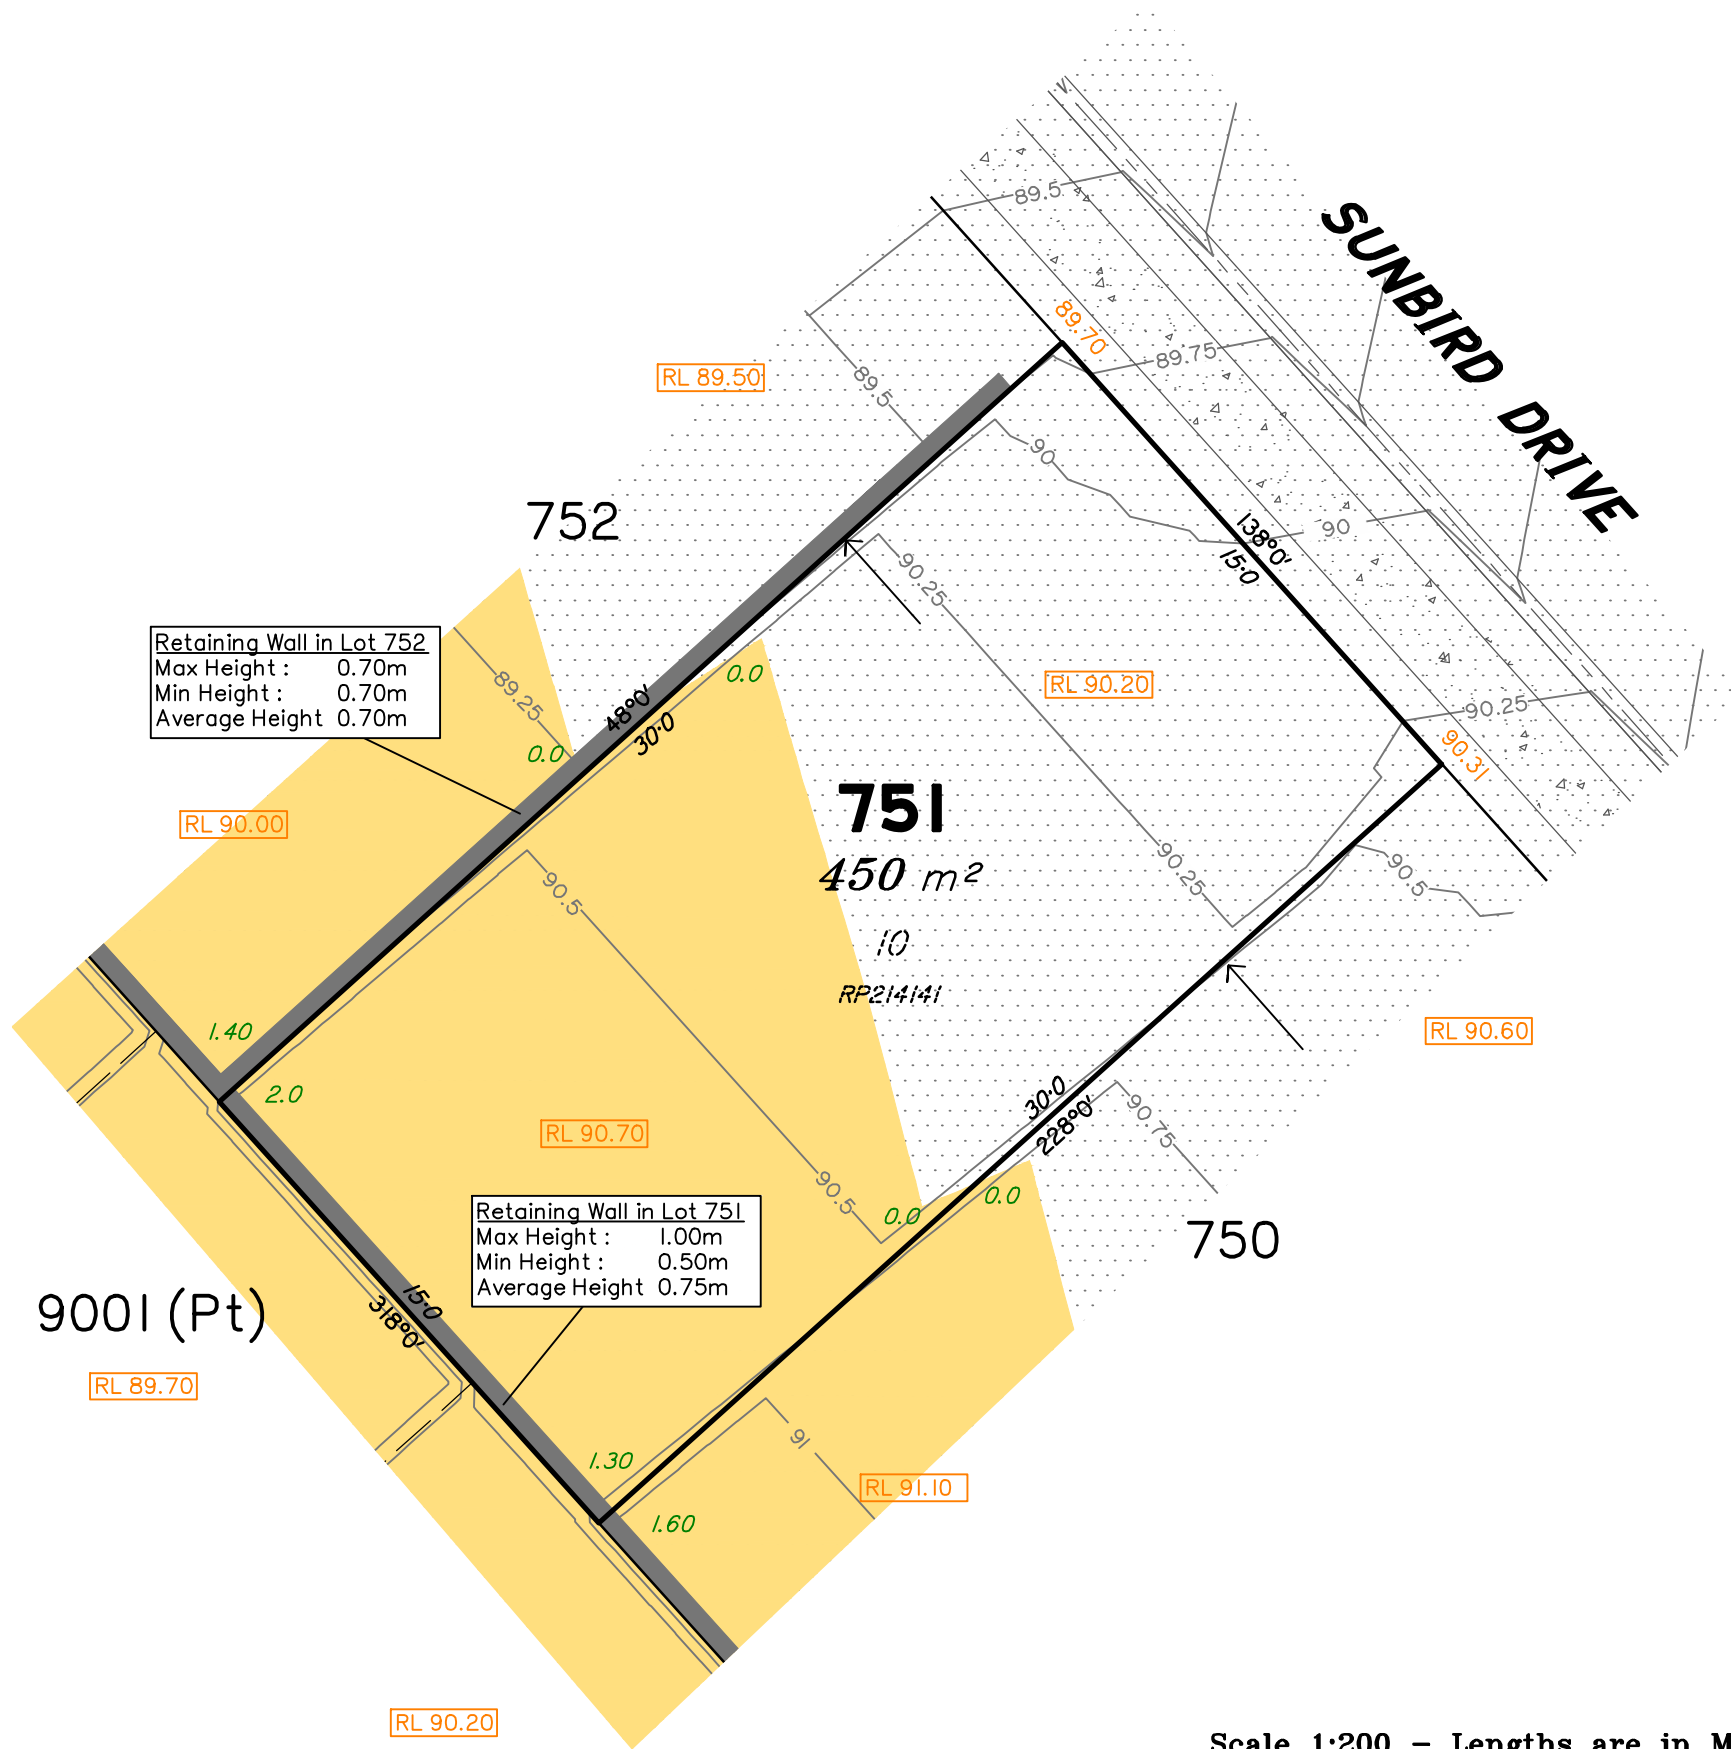 SUNBIRD DRIVE
89.5
89.70
89.75
RL 89.50
89.5
90
90
138°0'
15·0
752
90.25
Retaining Wall in Lot 752
Max Height : 0.70m
Min Height : 0.70m
Average Height 0.70m
89.25
0.0
48°0'
30·0
0.0
RL 90.20
90.25
90.31
RL 90.00
751
450 m²
10
RP214141
90.25
90.5
90.5
RL 90.60
1.40
2.0
RL 90.70
30·0
228°0'
90.75
90.5
0.0
0.0
750
Retaining Wall in Lot 751
Max Height : 1.00m
Min Height : 0.50m
Average Height 0.75m
9001 (Pt)
15·0
318°0'
RL 89.70
1.30
91
RL 91.10
1.60
RL 90.20
Scale 1:200 – Lengths are in M